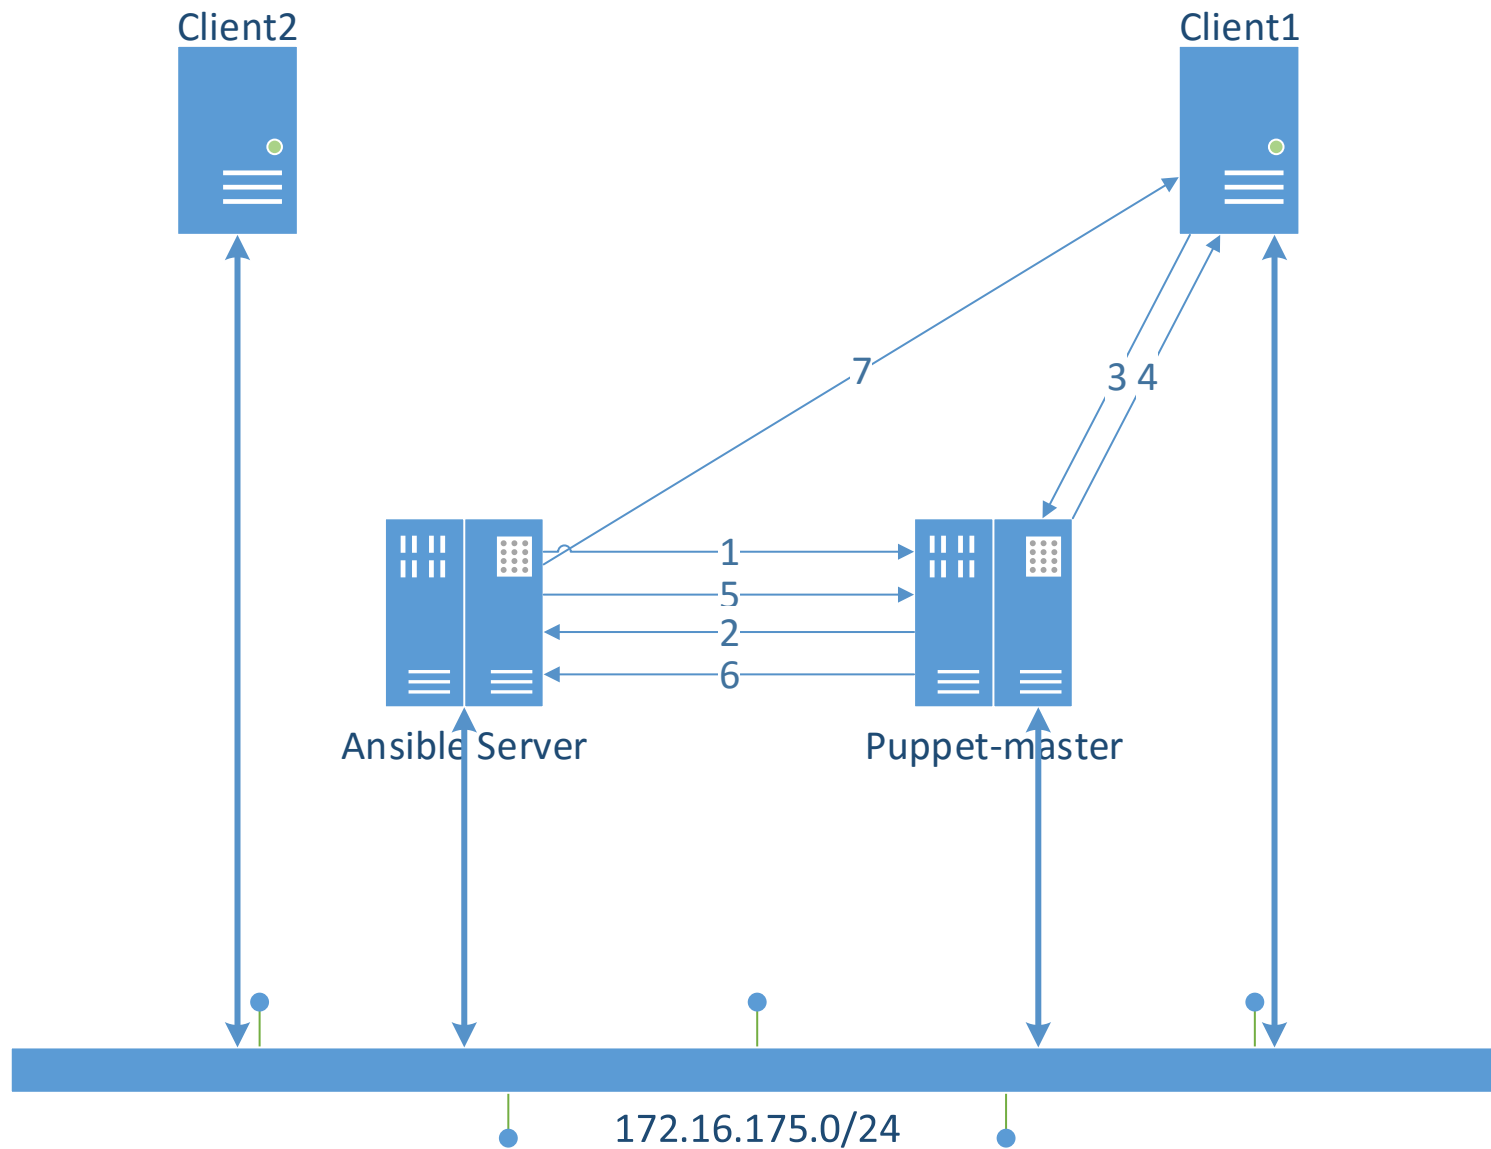 Client2
Client1
7
3 4
1
5
2
6
Ansible Server
Puppet-master
172.16.175.0/24